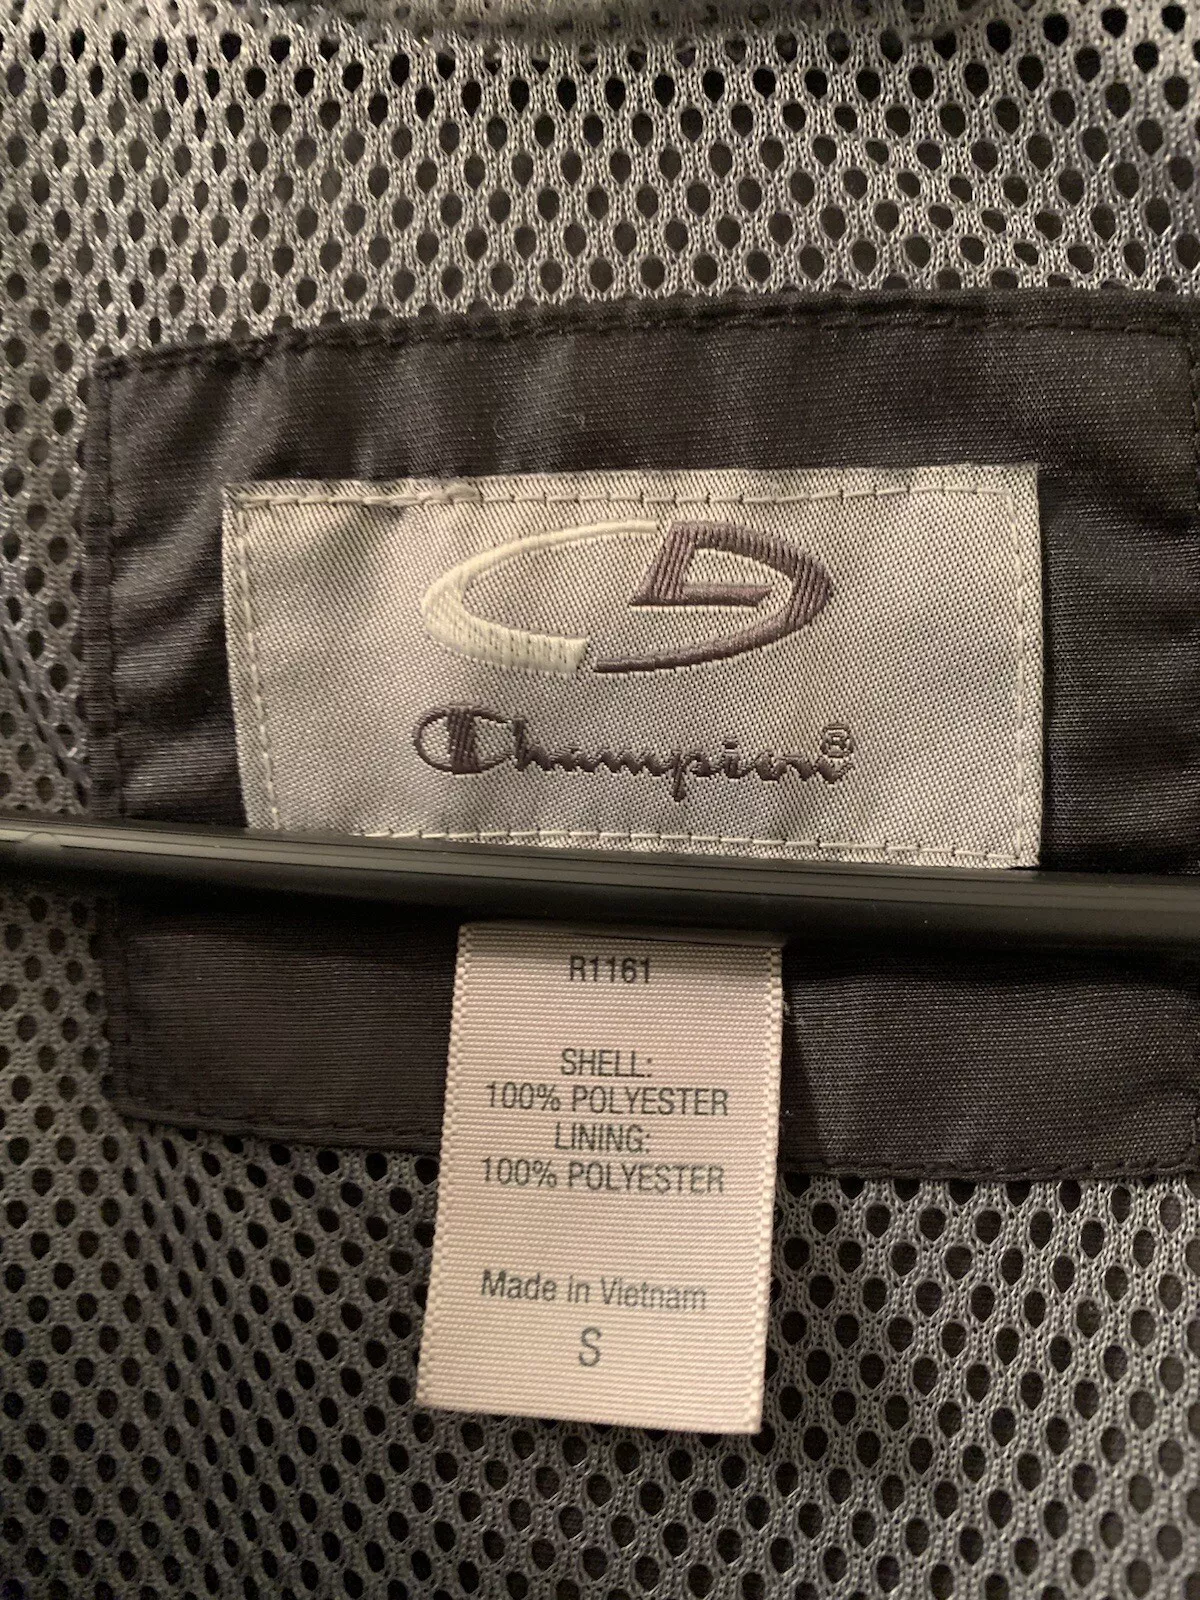 Champion®
R1161
SHELL:
100% POLYESTER
LINING:
100% POLYESTER
Made in Vietnam
S